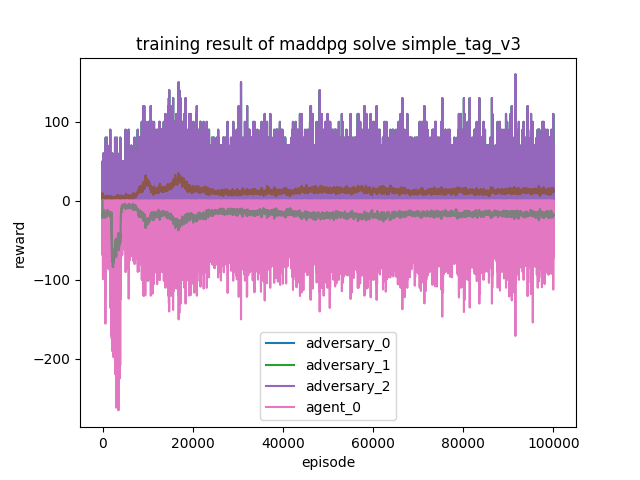 training result of maddpg solve simple_tag_v3
reward
100
0
−100
−200
adversary_0
adversary_1
adversary_2
agent_0
0 20000 40000 60000 80000 100000
episode